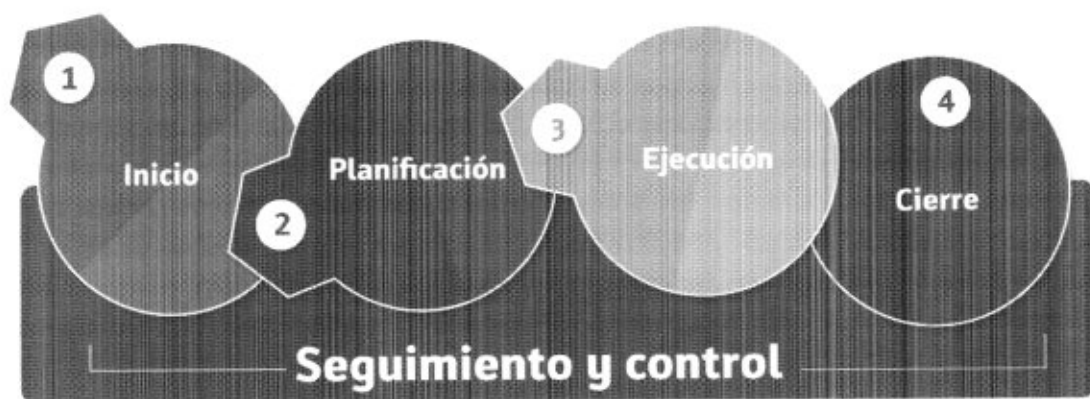 1
Inicio
2
Planificación
3
Ejecución
4
Cierre
Seguimiento y control